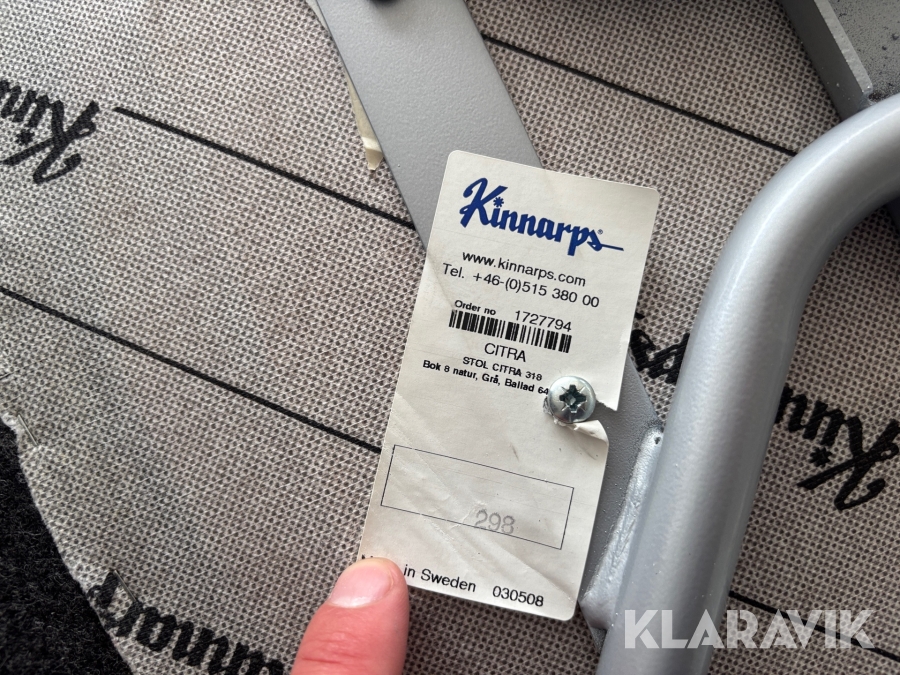 Kinnarps
www.kinnarps.com
Tel. +46-(0)515 380 00
Order no 1727794
CITRA
STOL CITRA 318
Bok 8 natur, Grå, Ballad 64
298
in Sweden 030508
KLARAVIK